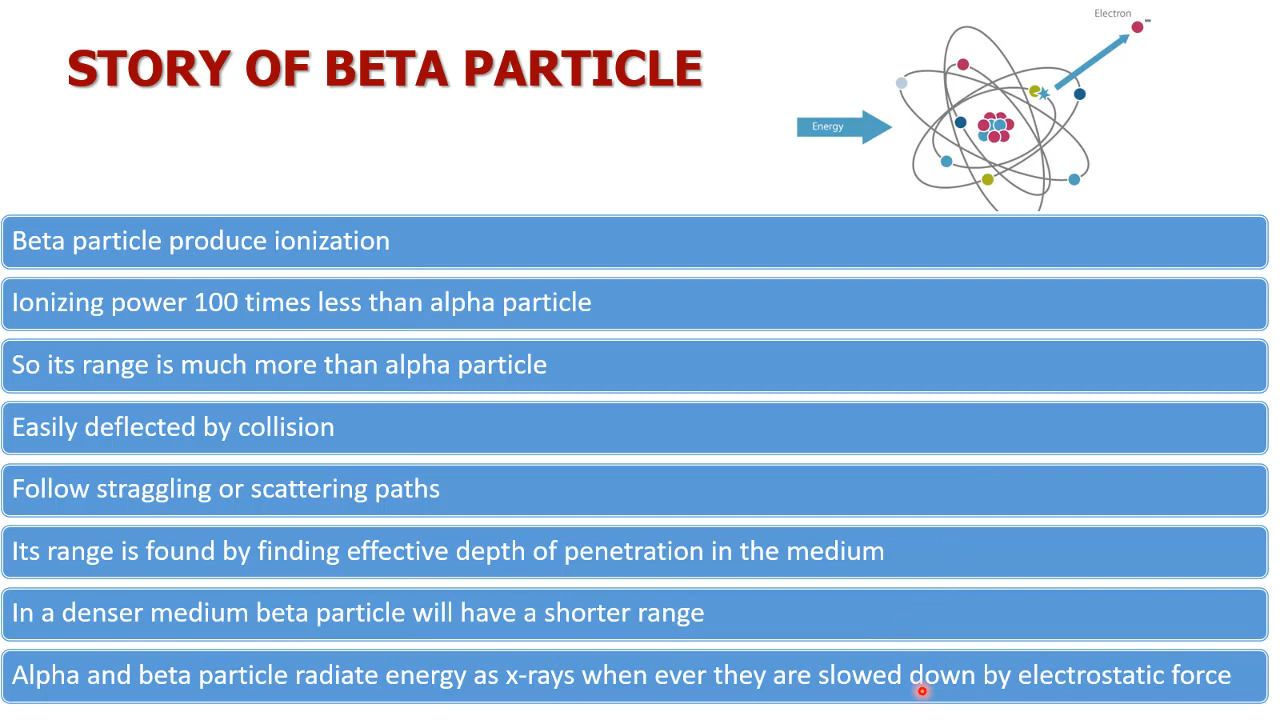 STORY OF BETA PARTICLE
Electron
-
Energy
Beta particle produce ionization
Ionizing power 100 times less than alpha particle
So its range is much more than alpha particle
Easily deflected by collision
Follow straggling or scattering paths
Its range is found by finding effective depth of penetration in the medium
In a denser medium beta particle will have a shorter range
Alpha and beta particle radiate energy as x-rays when ever they are slowed down by electrostatic force